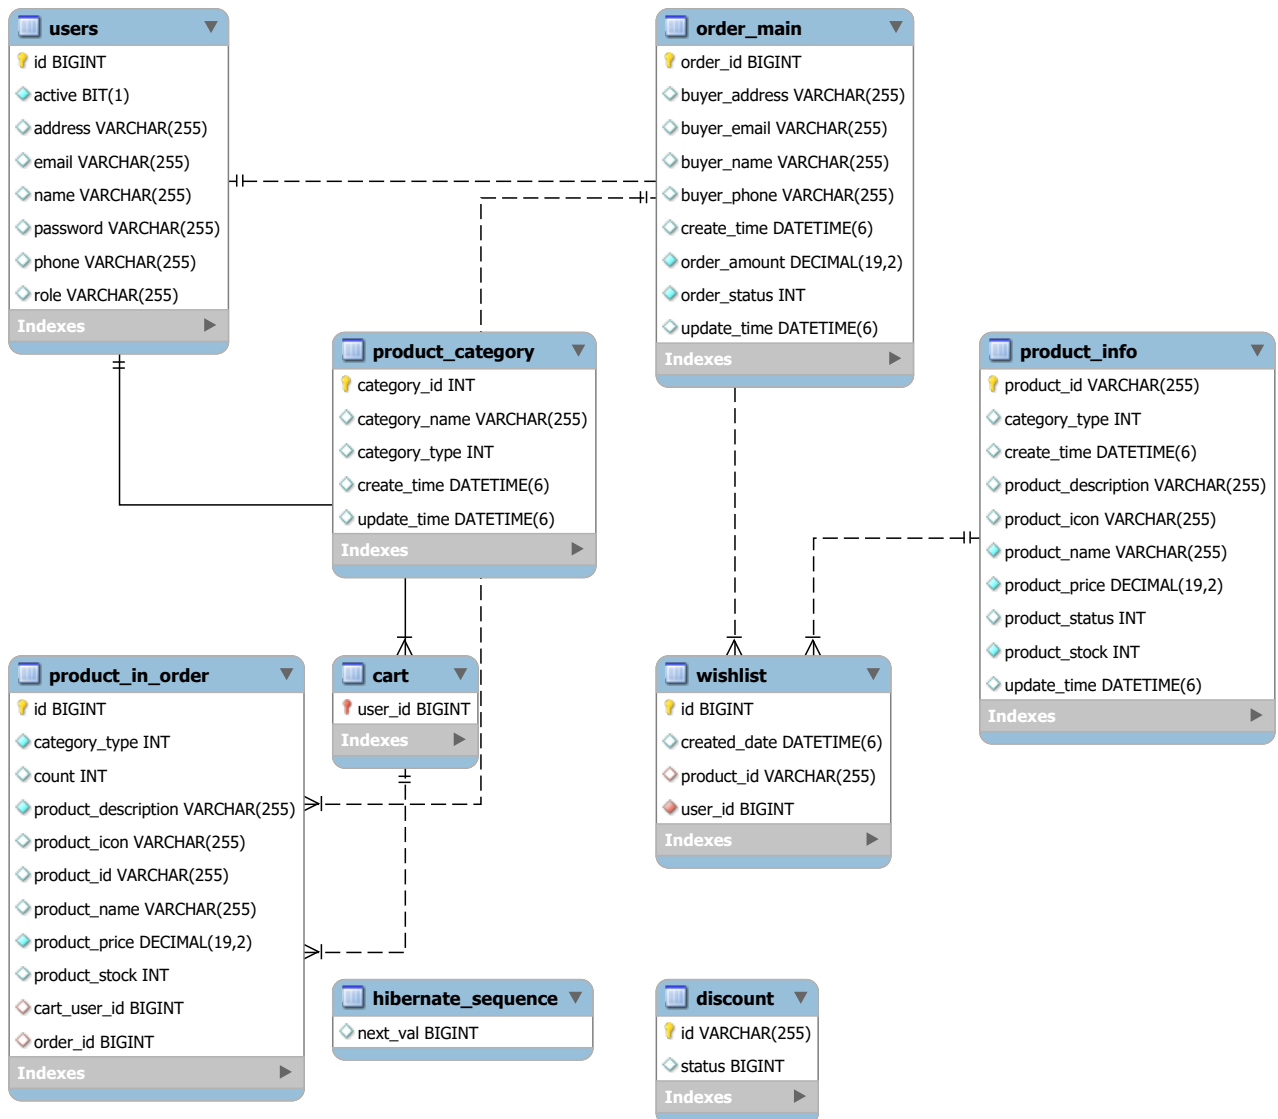 users
id BIGINT
active BIT(1)
address VARCHAR(255)
email VARCHAR(255)
name VARCHAR(255)
password VARCHAR(255)
phone VARCHAR(255)
role VARCHAR(255)
Indexes
order_main
order_id BIGINT
buyer_address VARCHAR(255)
buyer_email VARCHAR(255)
buyer_name VARCHAR(255)
buyer_phone VARCHAR(255)
create_time DATETIME(6)
order_amount DECIMAL(19,2)
order_status INT
update_time DATETIME(6)
Indexes
product_category
category_id INT
category_name VARCHAR(255)
category_type INT
create_time DATETIME(6)
update_time DATETIME(6)
Indexes
product_info
product_id VARCHAR(255)
category_type INT
create_time DATETIME(6)
product_description VARCHAR(255)
product_icon VARCHAR(255)
product_name VARCHAR(255)
product_price DECIMAL(19,2)
product_status INT
product_stock INT
update_time DATETIME(6)
Indexes
product_in_order
id BIGINT
category_type INT
count INT
product_description VARCHAR(255)
product_icon VARCHAR(255)
product_id VARCHAR(255)
product_name VARCHAR(255)
product_price DECIMAL(19,2)
product_stock INT
cart_user_id BIGINT
order_id BIGINT
Indexes
cart
user_id BIGINT
Indexes
wishlist
id BIGINT
created_date DATETIME(6)
product_id VARCHAR(255)
user_id BIGINT
Indexes
hibernate_sequence
next_val BIGINT
discount
id VARCHAR(255)
status BIGINT
Indexes